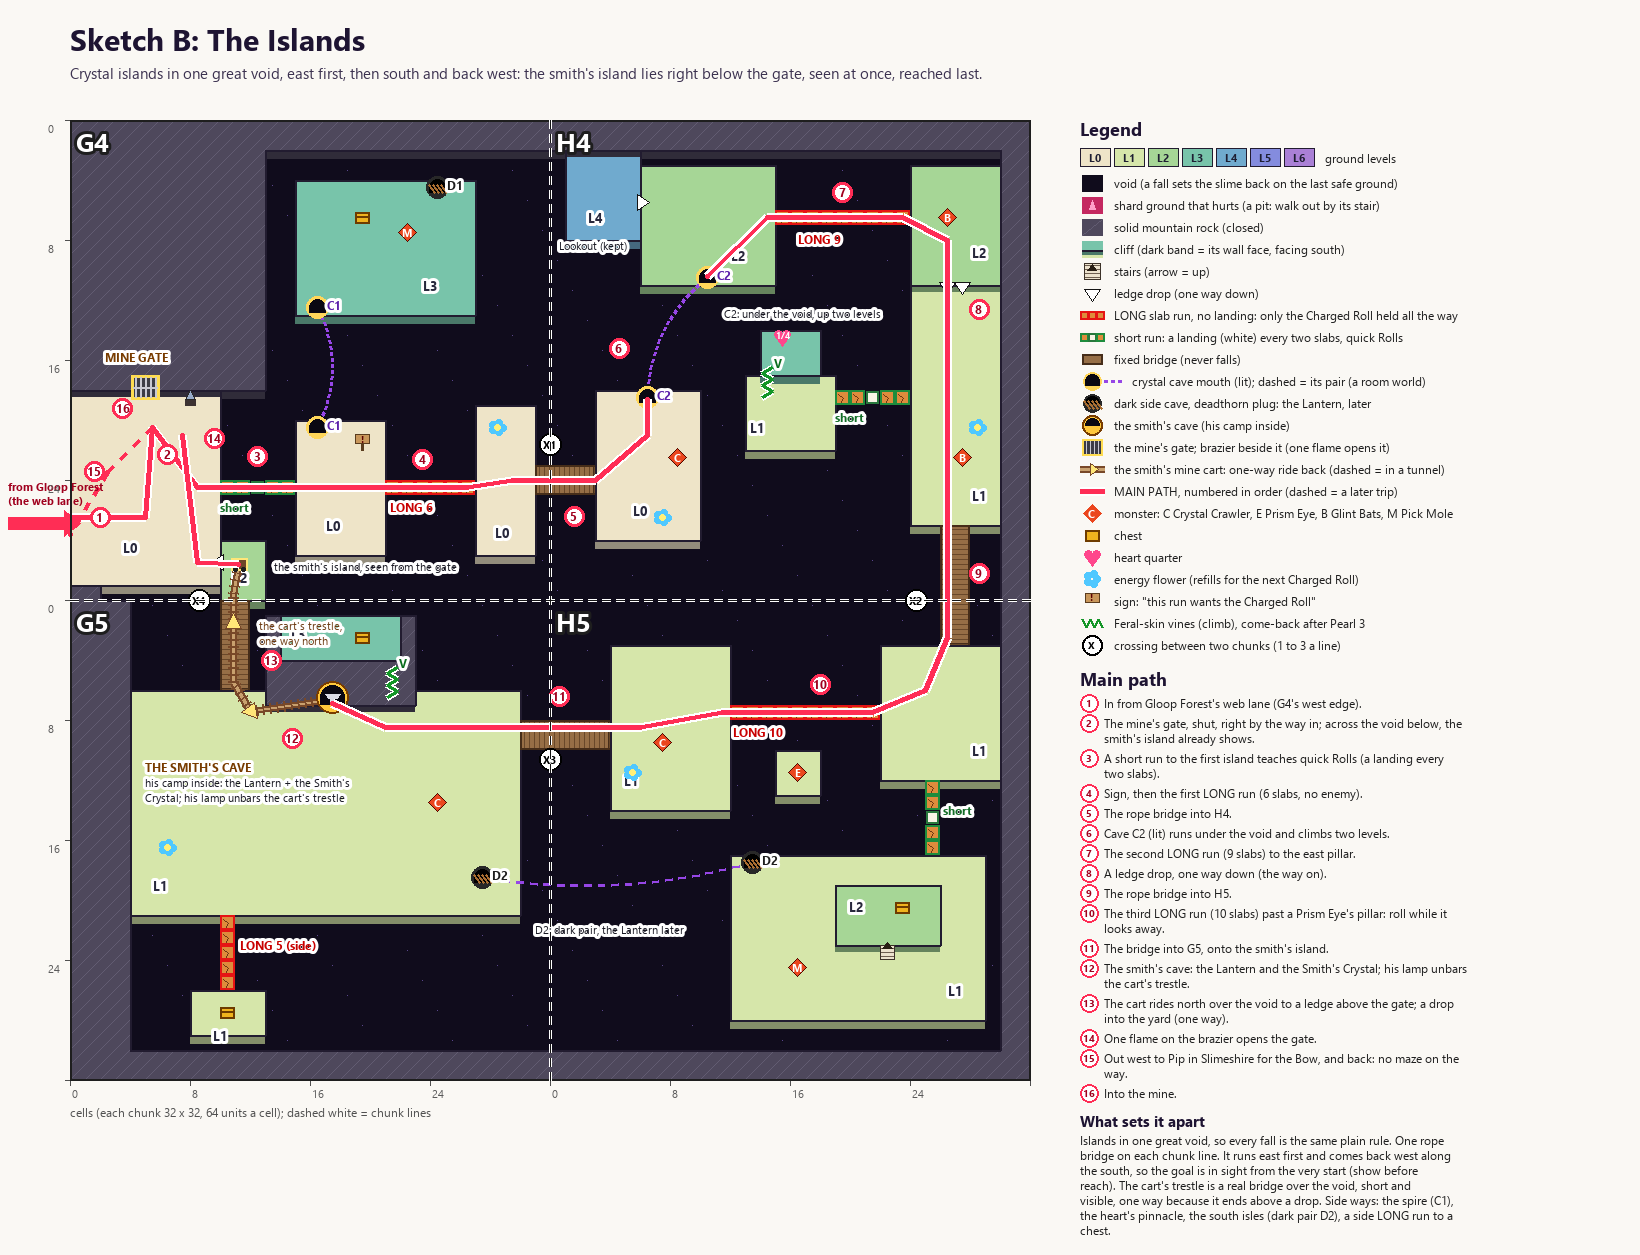 Sketch B: The Islands
Crystal islands in one great void, east first, then south and back west: the smith's island lies right below the gate, seen at once, reached last.
G4
H4
G5
H5
0
8
16
0
8
16
24
0
8
16
24
0
8
16
24
D1
M
L3
C1
C1
MINE GATE
16
14
15
2
3
4
from Gloop Forest
(the web lane)
1
L0
short
L0
LONG 6
L0
X1
5
the smith's island, seen from the gate
X4
L4
Lookout (kept)
L2
C2
7
LONG 9
B
L2
8
C2: under the void, up two levels
1/4
V
L1
short
6
C2
C
L0
B
L1
9
X2
the cart's trestle,
one way north
13
V
12
THE SMITH'S CAVE
his camp inside: the Lantern + the Smith's
Crystal; his lamp unbars the cart's trestle
C
L1
D2
LONG 5 (side)
L1
11
X3
C
L1
10
LONG 10
E
L1
short
D2
D2: dark pair, the Lantern later
L2
M
L1
cells (each chunk 32 x 32, 64 units a cell); dashed white = chunk lines
Legend
L0 L1 L2 L3 L4 L5 L6 ground levels
void (a fall sets the slime back on the last safe ground)
shard ground that hurts (a pit: walk out by its stair)
solid mountain rock (closed)
cliff (dark band = its wall face, facing south)
stairs (arrow = up)
ledge drop (one way down)
LONG slab run, no landing: only the Charged Roll held all the way
short run: a landing (white) every two slabs, quick Rolls
fixed bridge (never falls)
crystal cave mouth (lit); dashed = its pair (a room world)
dark side cave, deadthorn plug: the Lantern, later
the smith's cave (his camp inside)
the mine's gate; brazier beside it (one flame opens it)
the smith's mine cart: one-way ride back (dashed = in a tunnel)
MAIN PATH, numbered in order (dashed = a later trip)
C monster: C Crystal Crawler, E Prism Eye, B Glint Bats, M Pick Mole
chest
heart quarter
energy flower (refills for the next Charged Roll)
sign: "this run wants the Charged Roll"
Feral-skin vines (climb), come-back after Pearl 3
X crossing between two chunks (1 to 3 a line)
Main path
1 In from Gloop Forest's web lane (G4's west edge).
2 The mine's gate, shut, right by the way in; across the void below, the
smith's island already shows.
3 A short run to the first island teaches quick Rolls (a landing every
two slabs).
4 Sign, then the first LONG run (6 slabs, no enemy).
5 The rope bridge into H4.
6 Cave C2 (lit) runs under the void and climbs two levels.
7 The second LONG run (9 slabs) to the east pillar.
8 A ledge drop, one way down (the way on).
9 The rope bridge into H5.
10 The third LONG run (10 slabs) past a Prism Eye's pillar: roll while it
looks away.
11 The bridge into G5, onto the smith's island.
12 The smith's cave: the Lantern and the Smith's Crystal; his lamp unbars
the cart's trestle.
13 The cart rides north over the void to a ledge above the gate; a drop
into the yard (one way).
14 One flame on the brazier opens the gate.
15 Out west to Pip in Slimeshire for the Bow, and back: no maze on the
way.
16 Into the mine.
What sets it apart
Islands in one great void, so every fall is the same plain rule. One rope
bridge on each chunk line. It runs east first and comes back west along
the south, so the goal is in sight from the very start (show before
reach). The cart's trestle is a real bridge over the void, short and
visible, one way because it ends above a drop. Side ways: the spire (C1),
the heart's pinnacle, the south isles (dark pair D2), a side LONG run to a
chest.